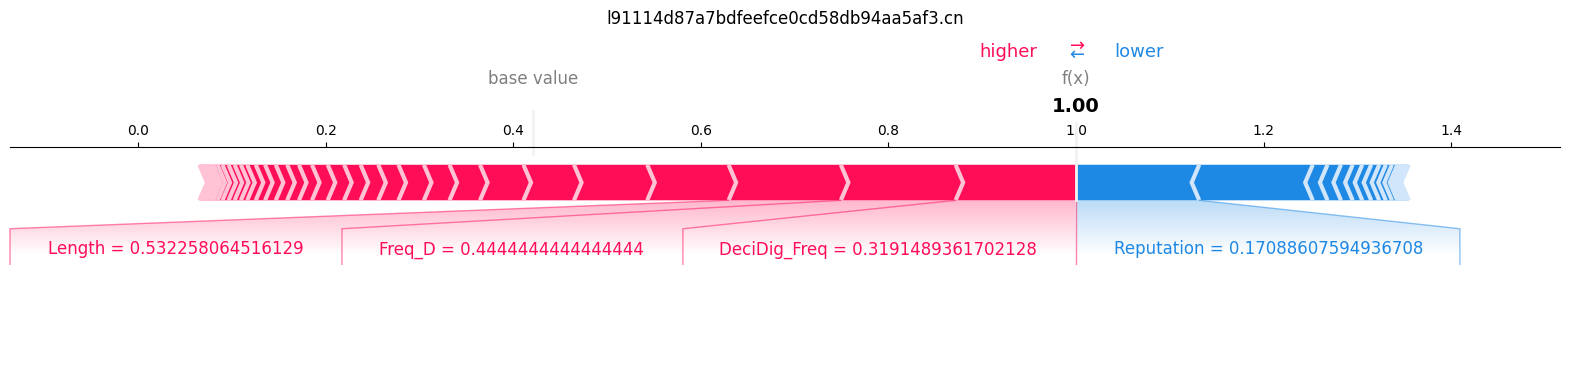 l91114d87a7bdfeefce0cd58db94aa5af3.cn
higher ⇄ lower
base value f(x)
1.00
0.0 0.2 0.4 0.6 0.8 1.0 1.2 1.4
Length = 0.532258064516129 Freq_D = 0.4444444444444444 DeciDig_Freq = 0.3191489361702128 Reputation = 0.17088607594936708